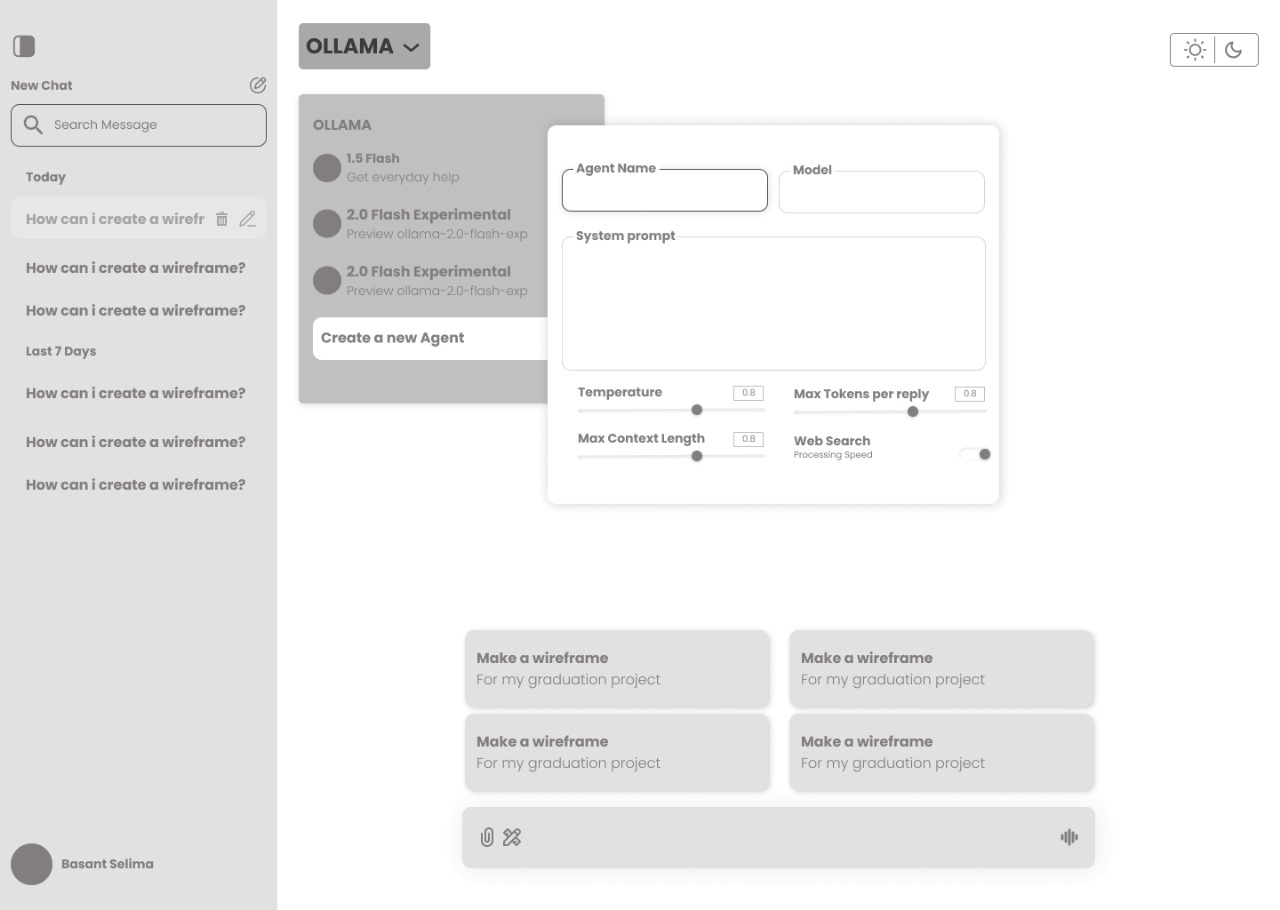 New Chat
Search Message
Today
How can i create a wirefr
How can i create a wireframe?
How can i create a wireframe?
Last 7 Days
How can i create a wireframe?
How can i create a wireframe?
How can i create a wireframe?
Basant Selima
OLLAMA
OLLAMA
1.5 Flash
Get everyday help
2.0 Flash Experimental
Preview ollama-2.0-flash-exp
2.0 Flash Experimental
Preview ollama-2.0-flash-exp
Create a new Agent
Agent Name
Model
System prompt
Temperature 0.8
Max Tokens per reply 0.8
Max Context Length 0.8
Web Search
Processing Speed
Make a wireframe
For my graduation project
Make a wireframe
For my graduation project
Make a wireframe
For my graduation project
Make a wireframe
For my graduation project